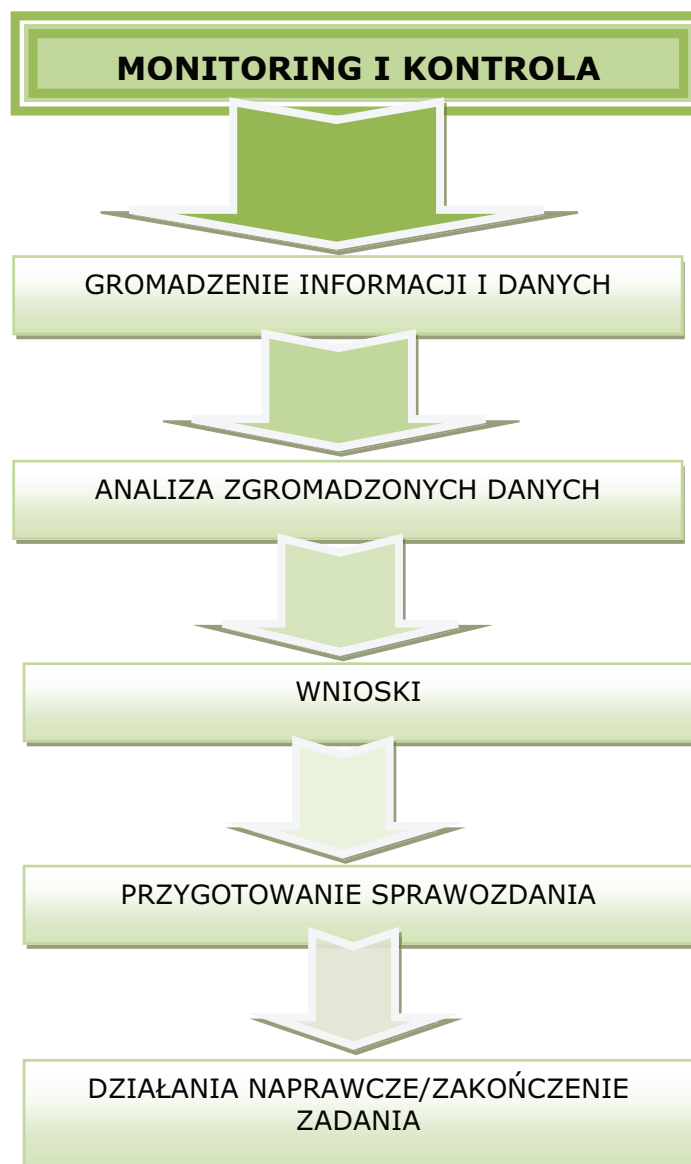 MONITORING I KONTROLA
GROMADZENIE INFORMACJI I DANYCH
ANALIZA ZGROMADZONYCH DANYCH
WNIOSKI
PRZYGOTOWANIE SPRAWOZDANIA
DZIAŁANIA NAPRAWCZE/ZAKOŃCZENIE
ZADANIA